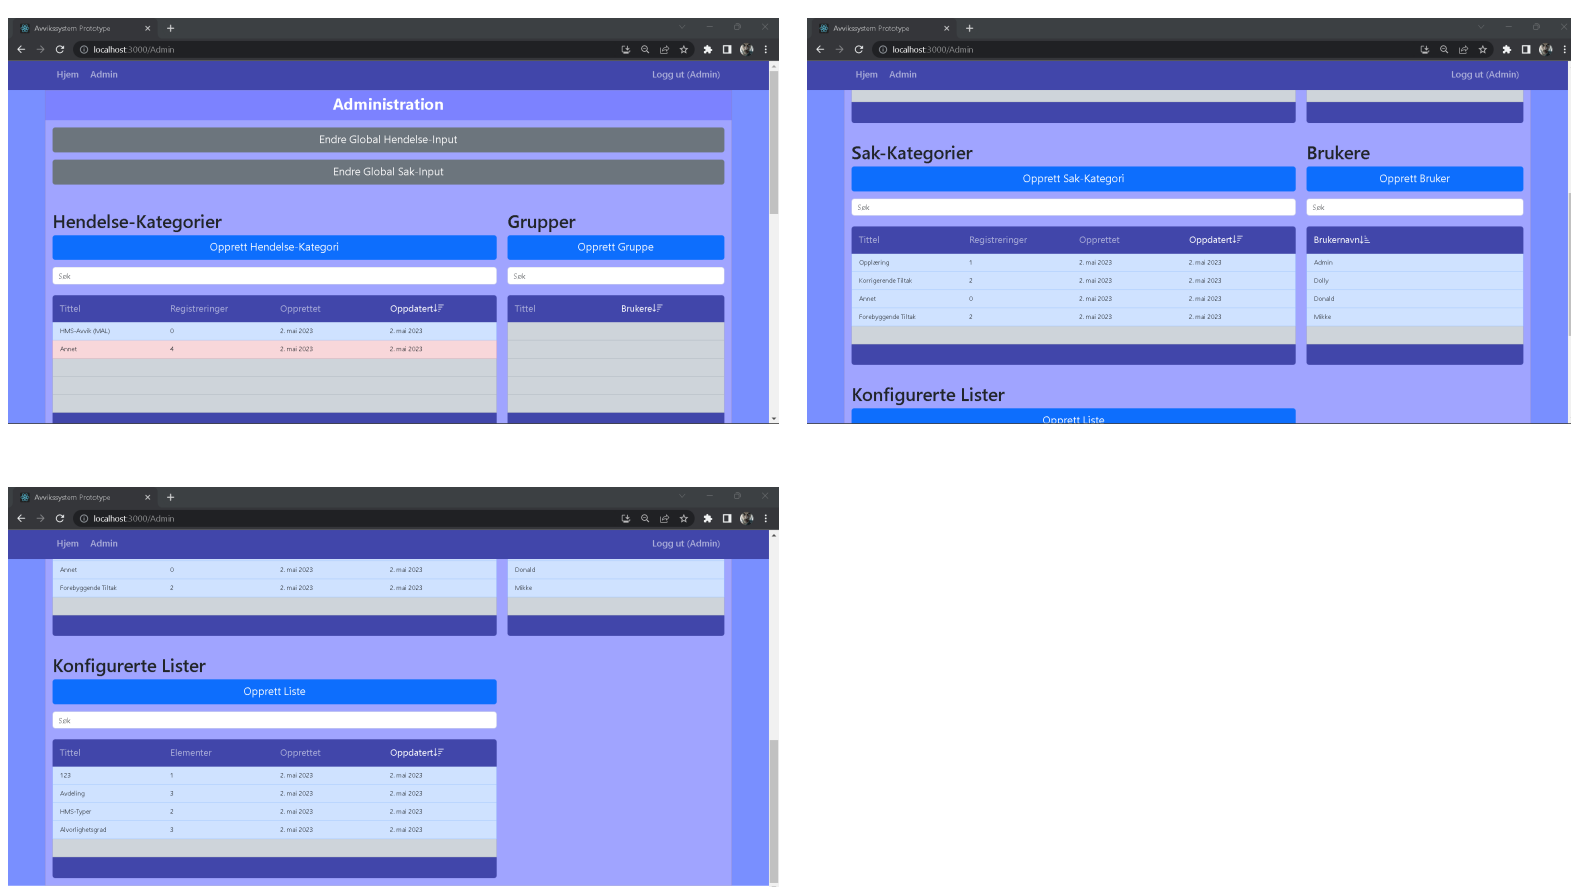 Avvikssystem Prototype
localhost:3000/Admin
Hjem Admin Logg ut (Admin)
Administration
Endre Global Hendelse-Input
Endre Global Sak-Input
Hendelse-Kategorier
Opprett Hendelse-Kategori
Søk
Tittel Registreringer Opprettet Oppdatert
HMS-Avvik (MAL) 0 2. mai 2023 2. mai 2023
Annet 4 2. mai 2023 2. mai 2023
Grupper
Opprett Gruppe
Søk
Tittel Brukere
Avvikssystem Prototype
localhost:3000/Admin
Hjem Admin Logg ut (Admin)
Sak-Kategorier
Opprett Sak-Kategori
Søk
Tittel Registreringer Opprettet Oppdatert
Opplæring 1 2. mai 2023 2. mai 2023
Korrigerende Tiltak 2 2. mai 2023 2. mai 2023
Annet 0 2. mai 2023 2. mai 2023
Forebyggende Tiltak 2 2. mai 2023 2. mai 2023
Brukere
Opprett Bruker
Søk
Brukernavn
Admin
Dolly
Donald
Mikke
Konfigurerte Lister
Opprett Liste
Avvikssystem Prototype
localhost:3000/Admin
Hjem Admin Logg ut (Admin)
Annet 0 2. mai 2023 2. mai 2023
Forebyggende Tiltak 2 2. mai 2023 2. mai 2023
Donald
Mikke
Konfigurerte Lister
Opprett Liste
Søk
Tittel Elementer Opprettet Oppdatert
123 1 2. mai 2023 2. mai 2023
Avdeling 3 2. mai 2023 2. mai 2023
HMS-Typer 2 2. mai 2023 2. mai 2023
Alvorlighetsgrad 3 2. mai 2023 2. mai 2023